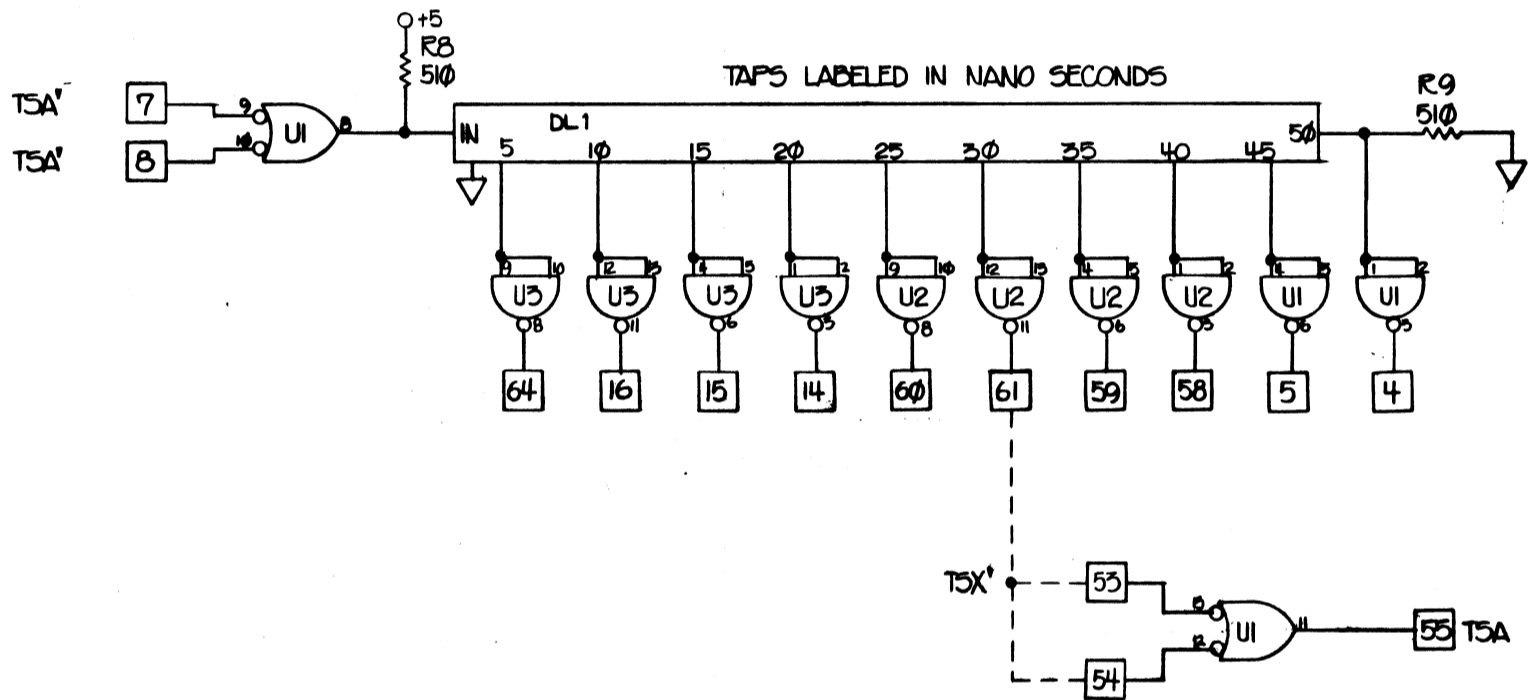 +5
R8
51Ø
TAPS LABELED IN NANO SECONDS
R9
51Ø
T5A'
7
9
U1
8
T5A'
8
1Ø
IN
DL1
5 1Ø 15 2Ø 25 3Ø 35 40 45 5Ø
9 1Ø 12 13 4 5 1 2 9 1Ø 12 13 4 5 1 2 4 5 1 2
U3 U3 U3 U3 U2 U2 U2 U2 U1 U1
8 11 6 3 8 11 6 3 6 3
64 16 15 14 6Ø 61 59 58 5 4
T5X'
53
13
U1
11
55 T5A
12
54